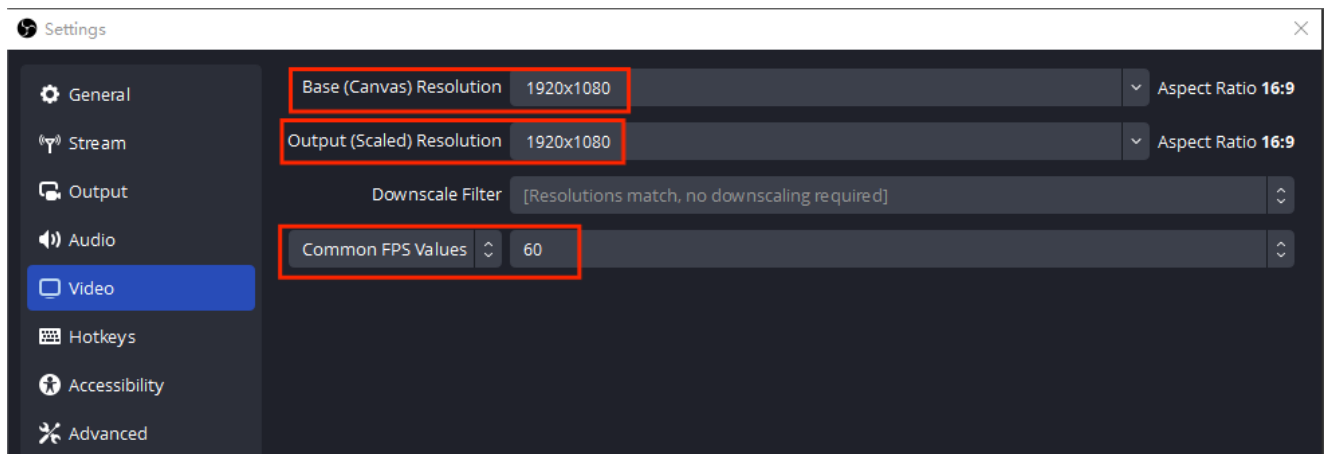 Settings
General
Stream
Output
Audio
Video
Hotkeys
Accessibility
Advanced
Base (Canvas) Resolution 1920x1080 Aspect Ratio 16:9
Output (Scaled) Resolution 1920x1080 Aspect Ratio 16:9
Downscale Filter [Resolutions match, no downscaling required]
Common FPS Values 60